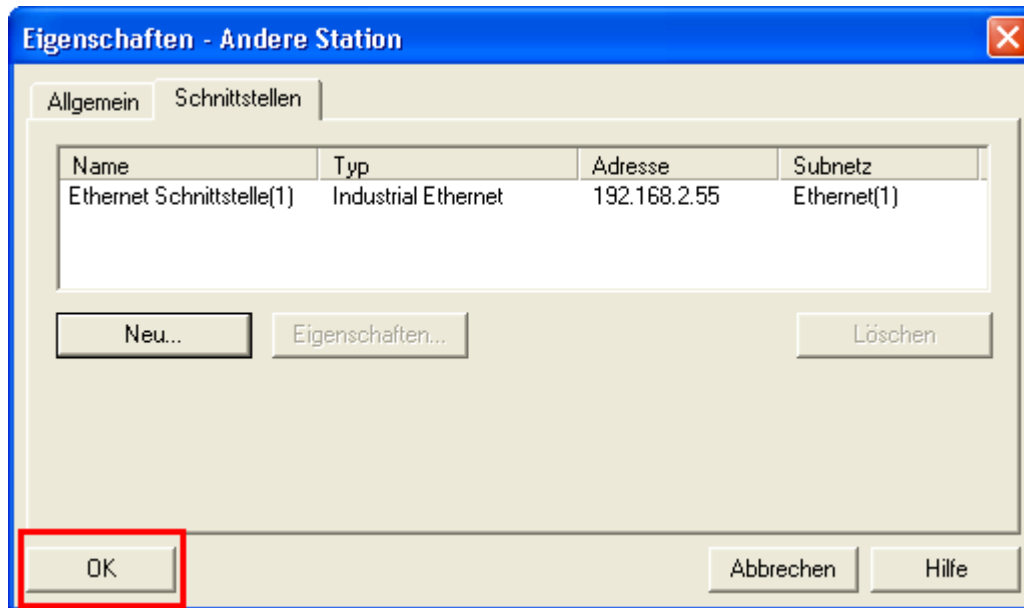 Eigenschaften - Andere Station
Allgemein Schnittstellen
Name Typ Adresse Subnetz
Ethernet Schnittstelle(1) Industrial Ethernet 192.168.2.55 Ethernet(1)
Neu... Eigenschaften... Löschen
OK Abbrechen Hilfe